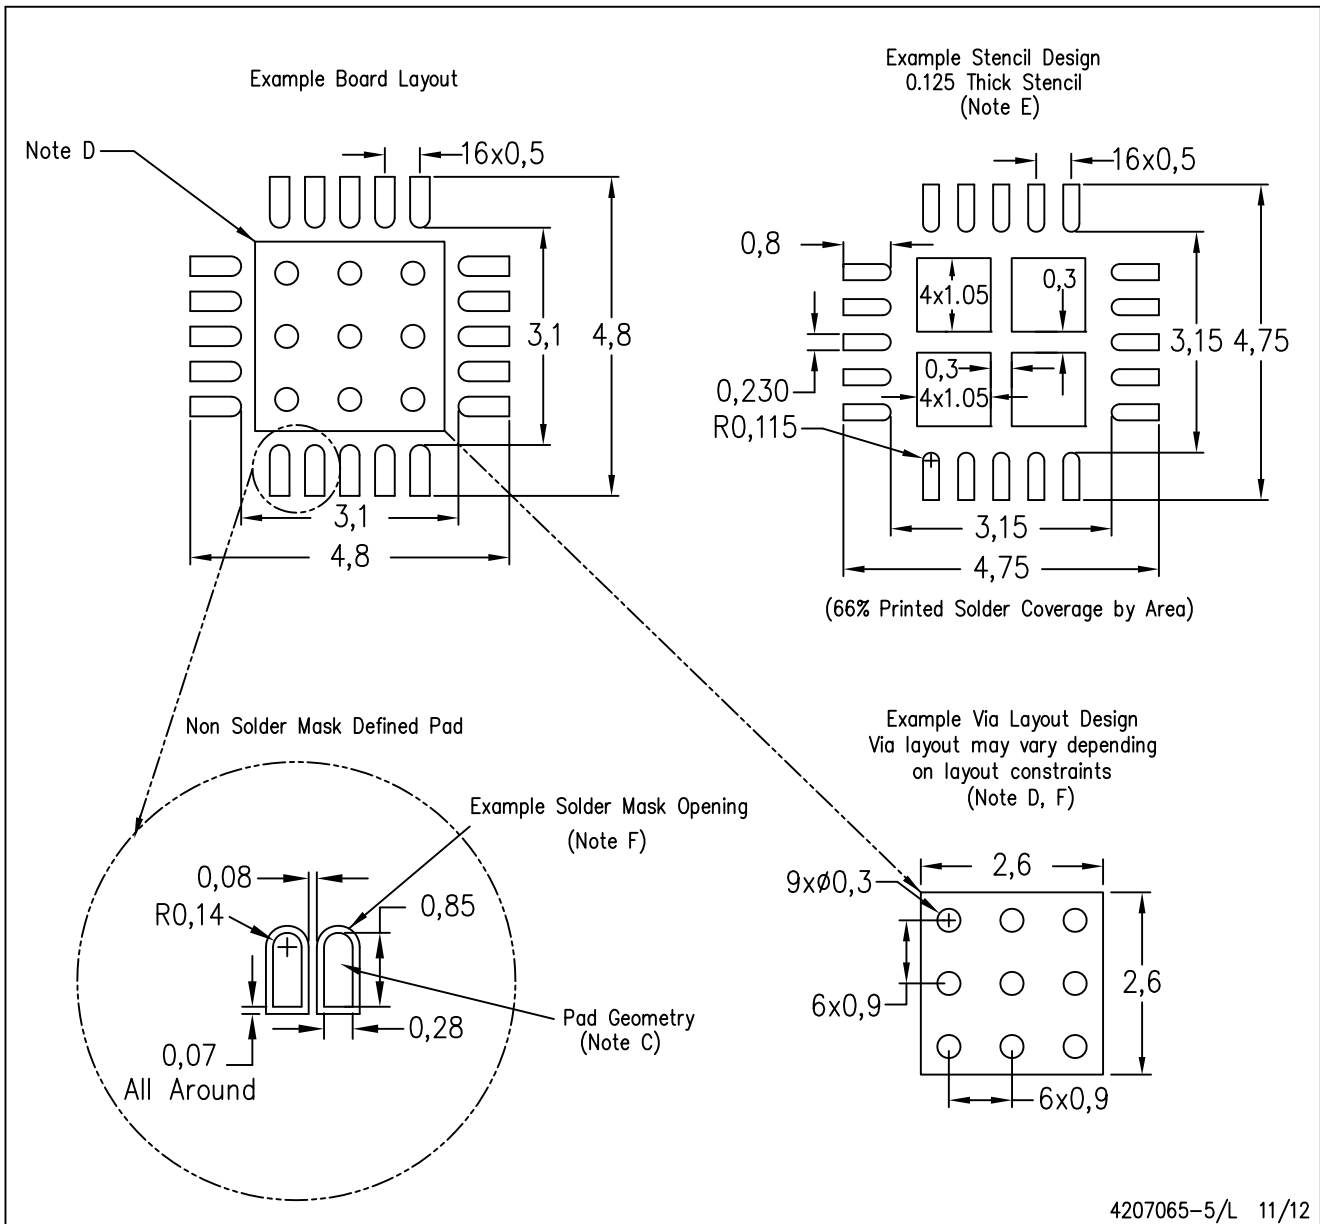 Example Board Layout
Note D
16x0,5
3,1
4,8
3,1
4,8
Example Stencil Design
0.125 Thick Stencil
(Note E)
16x0,5
0,8
4x1.05
0,3
3,15
4,75
0,3
4x1.05
0,230
R0,115
3,15
4,75
(66% Printed Solder Coverage by Area)
Non Solder Mask Defined Pad
Example Solder Mask Opening
(Note F)
0,08
R0,14
0,85
0,28
Pad Geometry
(Note C)
0,07
All Around
Example Via Layout Design
Via layout may vary depending
on layout constraints
(Note D, F)
2,6
9xø0,3
2,6
6x0,9
6x0,9
4207065-5/L 11/12